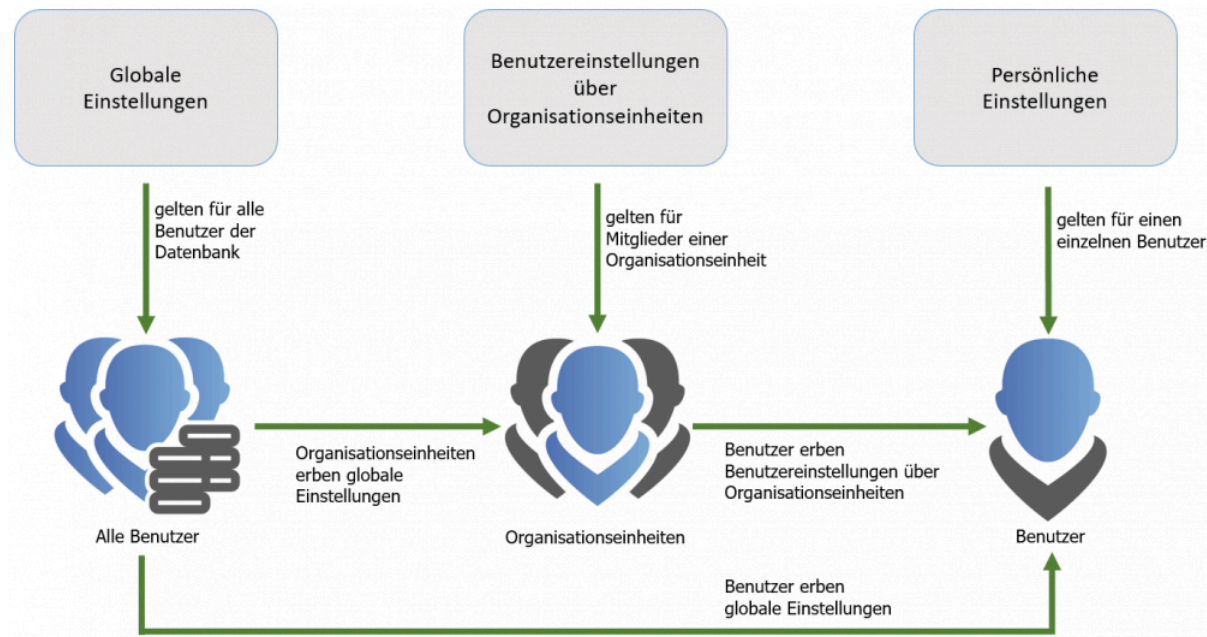 Globale
Einstellungen
Benutzereinstellungen
über
Organisationseinheiten
Persönliche
Einstellungen
gelten für alle
Benutzer der
Datenbank
gelten für
Mitglieder einer
Organisationseinheit
gelten für einen
einzelnen Benutzer
Organisationseinheiten
erben globale
Einstellungen
Benutzer erben
Benutzereinstellungen über
Organisationseinheiten
Alle Benutzer
Organisationseinheiten
Benutzer
Benutzer erben
globale Einstellungen